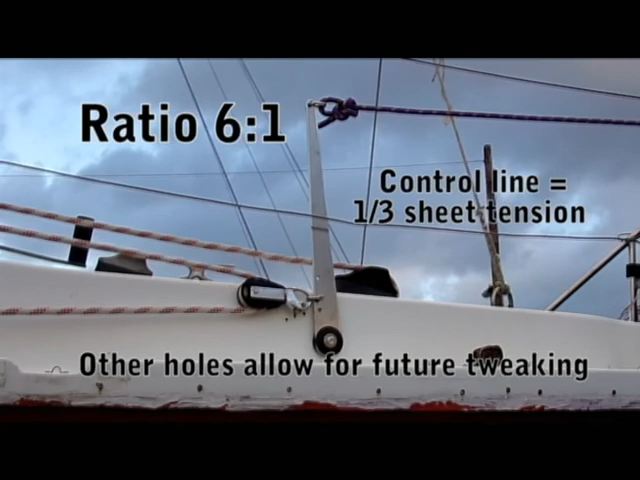 Ratio 6:1
Control line =
1/3 sheet tension
Other holes allow for future tweaking